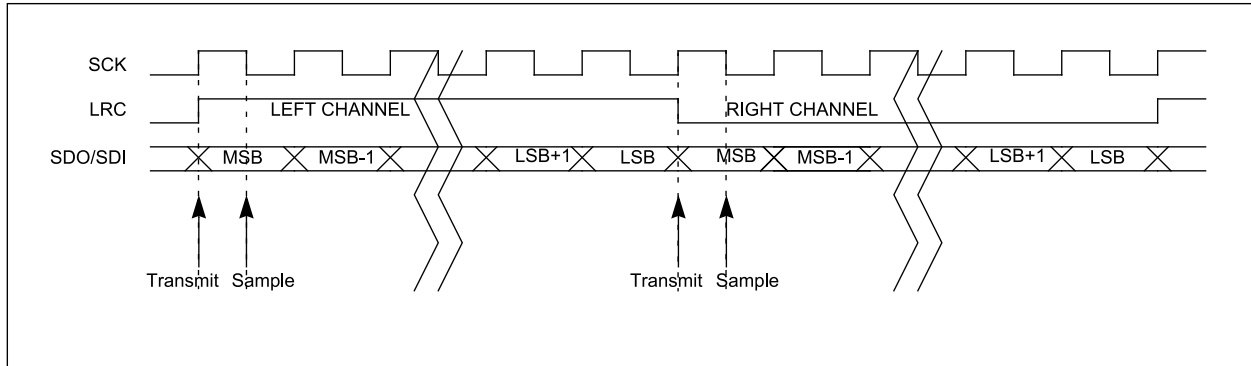 SCK
LRC LEFT CHANNEL RIGHT CHANNEL
SDO/SDI MSB MSB-1 LSB+1 LSB MSB MSB-1 LSB+1 LSB
Transmit Sample Transmit Sample